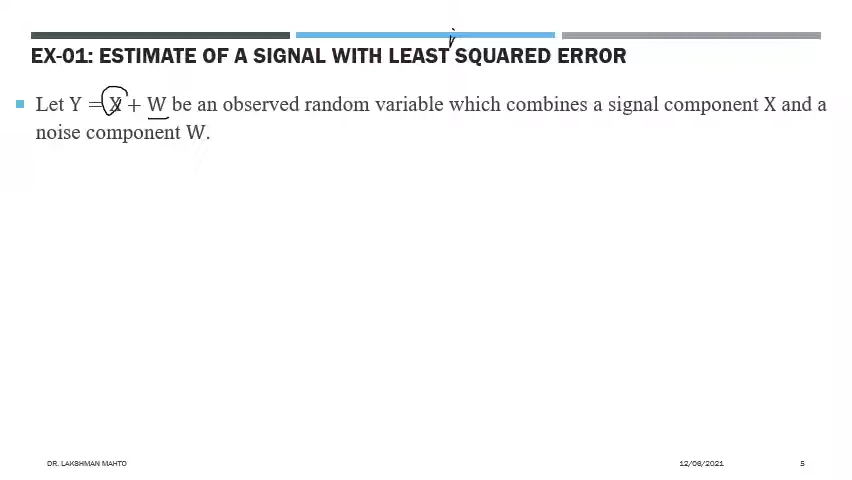 EX-01: ESTIMATE OF A SIGNAL WITH LEAST SQUARED ERROR
Let Y = X + W be an observed random variable which combines a signal component X and a
noise component W.
DR. LAKSHMAN MAHTO
12/08/2021
5